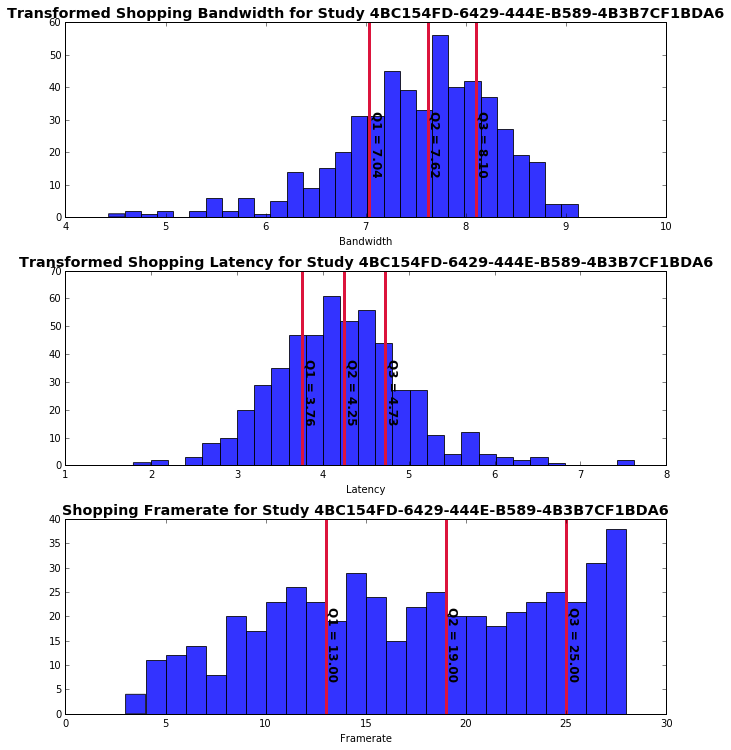 Transformed Shopping Bandwidth for Study 4BC154FD-6429-444E-B589-4B3B7CF1BDA6
60
50
40
30
20
10
0
Q1 = 7.04
Q2 = 7.62
Q3 = 8.10
4 5 6 7 8 9 10
Bandwidth
Transformed Shopping Latency for Study 4BC154FD-6429-444E-B589-4B3B7CF1BDA6
70
60
50
40
30
20
10
0
Q1 = 3.76
Q2 = 4.25
Q3 = 4.73
1 2 3 4 5 6 7 8
Latency
Shopping Framerate for Study 4BC154FD-6429-444E-B589-4B3B7CF1BDA6
40
35
30
25
20
15
10
5
0
Q1 = 13.00
Q2 = 19.00
Q3 = 25.00
0 5 10 15 20 25 30
Framerate